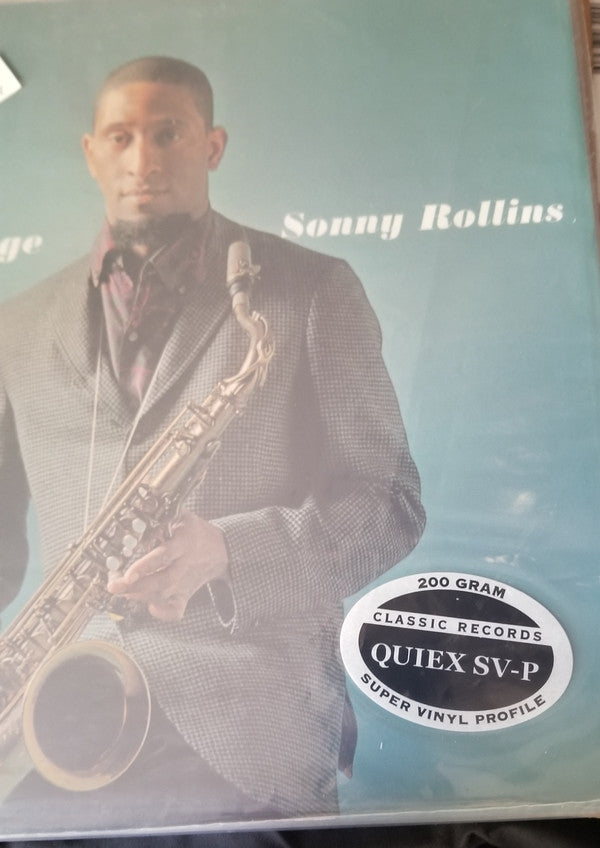 ge
Sonny Rollins
200 GRAM
CLASSIC RECORDS
QUIEX SV-P
SUPER VINYL PROFILE